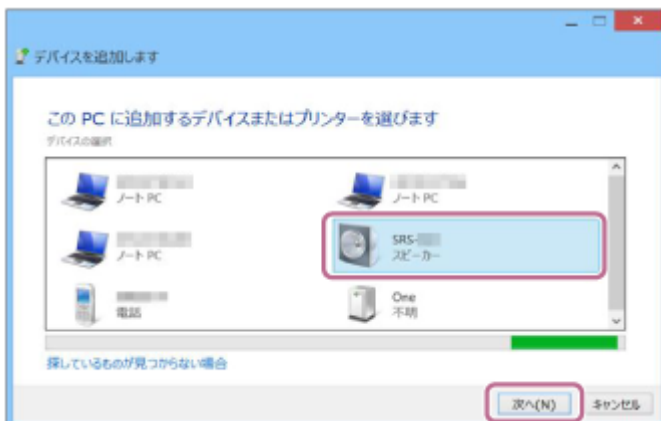 デバイスを追加します
この PC に追加するデバイスまたはプリンターを選びます
デバイスの選択
ノート PC
ノート PC
ノート PC
SRS-
スピーカー
電話
One
不明
探しているものが見つからない場合
次へ(N)
キャンセル